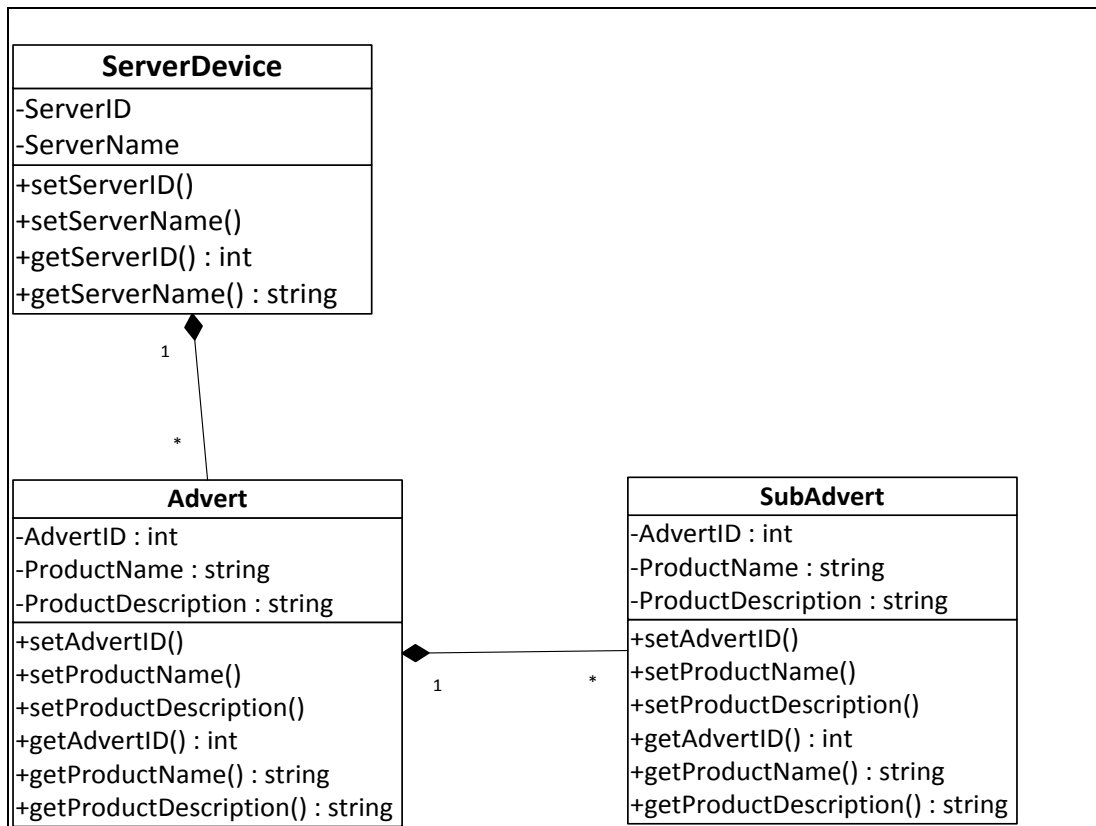 ServerDevice
-ServerID
-ServerName
+setServerID()
+setServerName()
+getServerID() : int
+getServerName() : string
1
*
Advert
-AdvertID : int
-ProductName : string
-ProductDescription : string
+setAdvertID()
+setProductName()
+setProductDescription()
+getAdvertID() : int
+getProductName() : string
+getProductDescription() : string
1
*
SubAdvert
-AdvertID : int
-ProductName : string
-ProductDescription : string
+setAdvertID()
+setProductName()
+setProductDescription()
+getAdvertID() : int
+getProductName() : string
+getProductDescription() : string